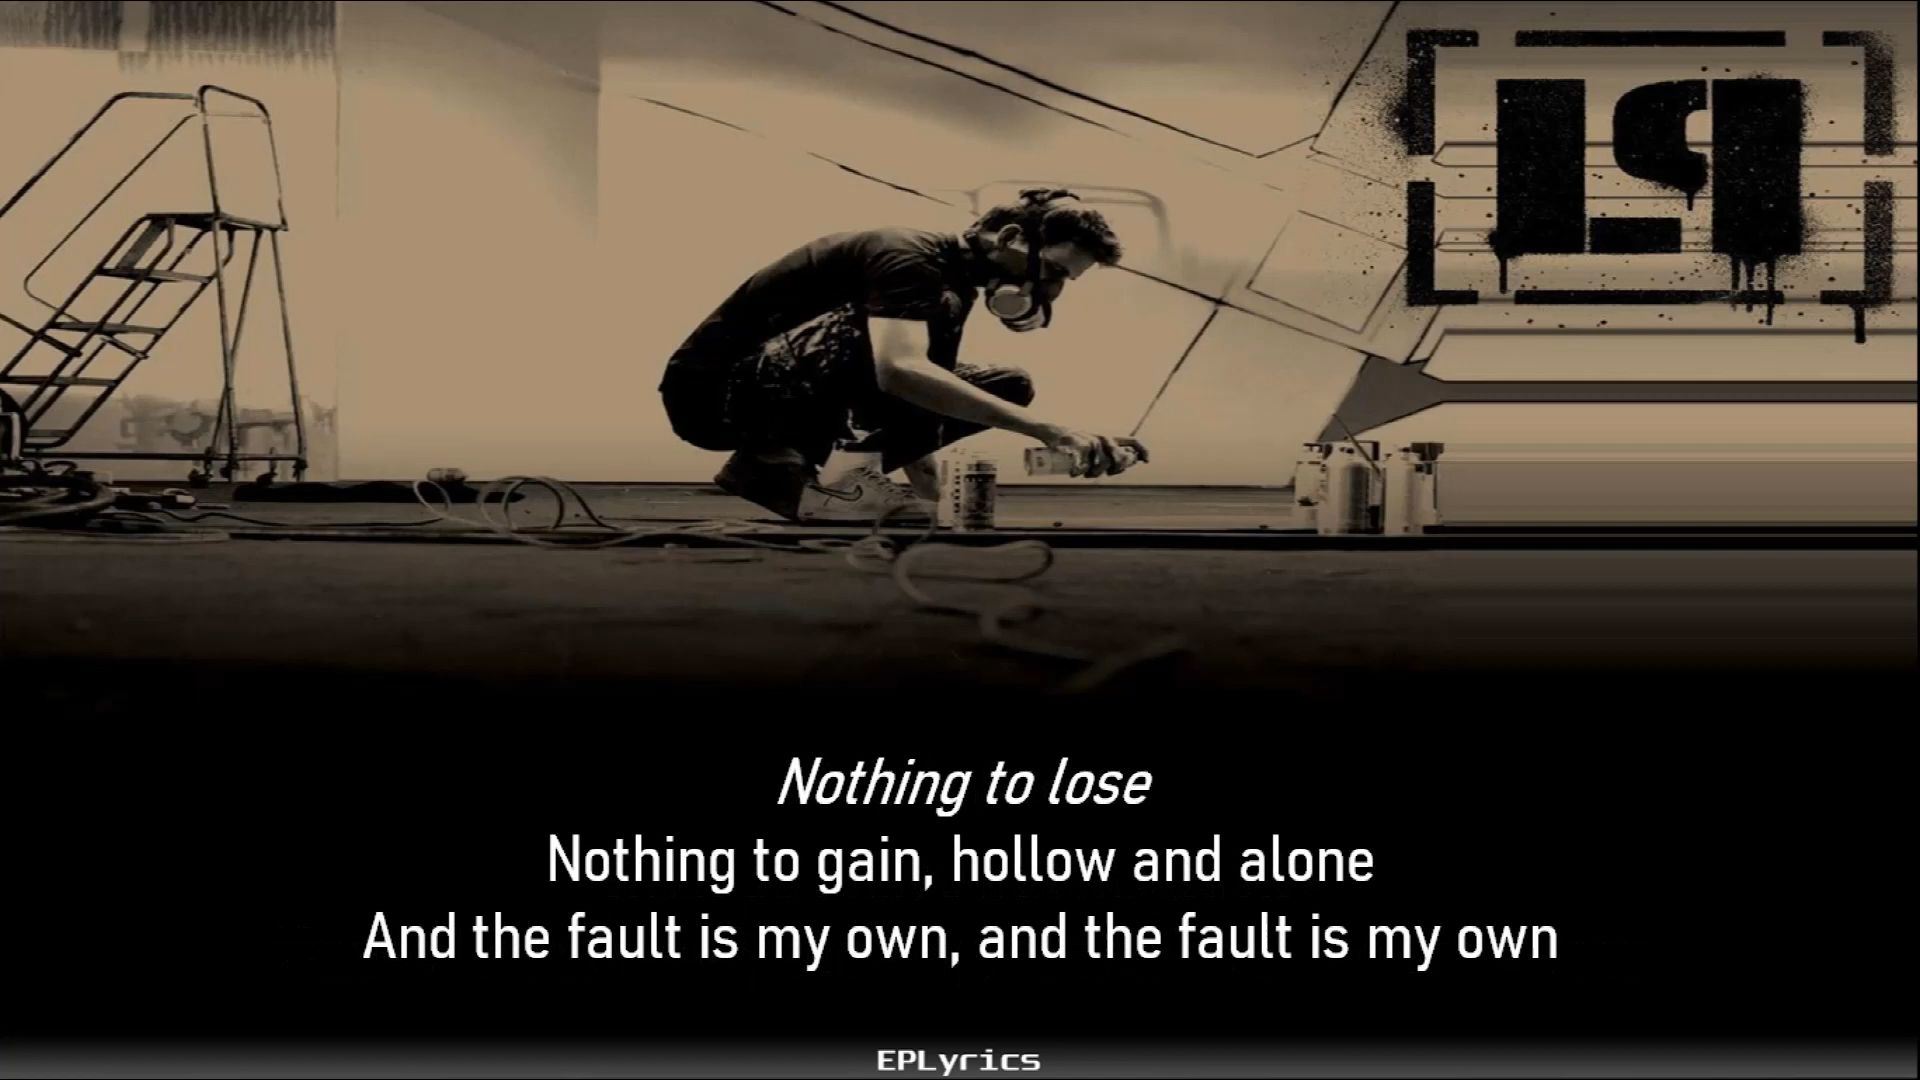 LP
Nothing to lose
Nothing to gain, hollow and alone
And the fault is my own, and the fault is my own
EPLyrics